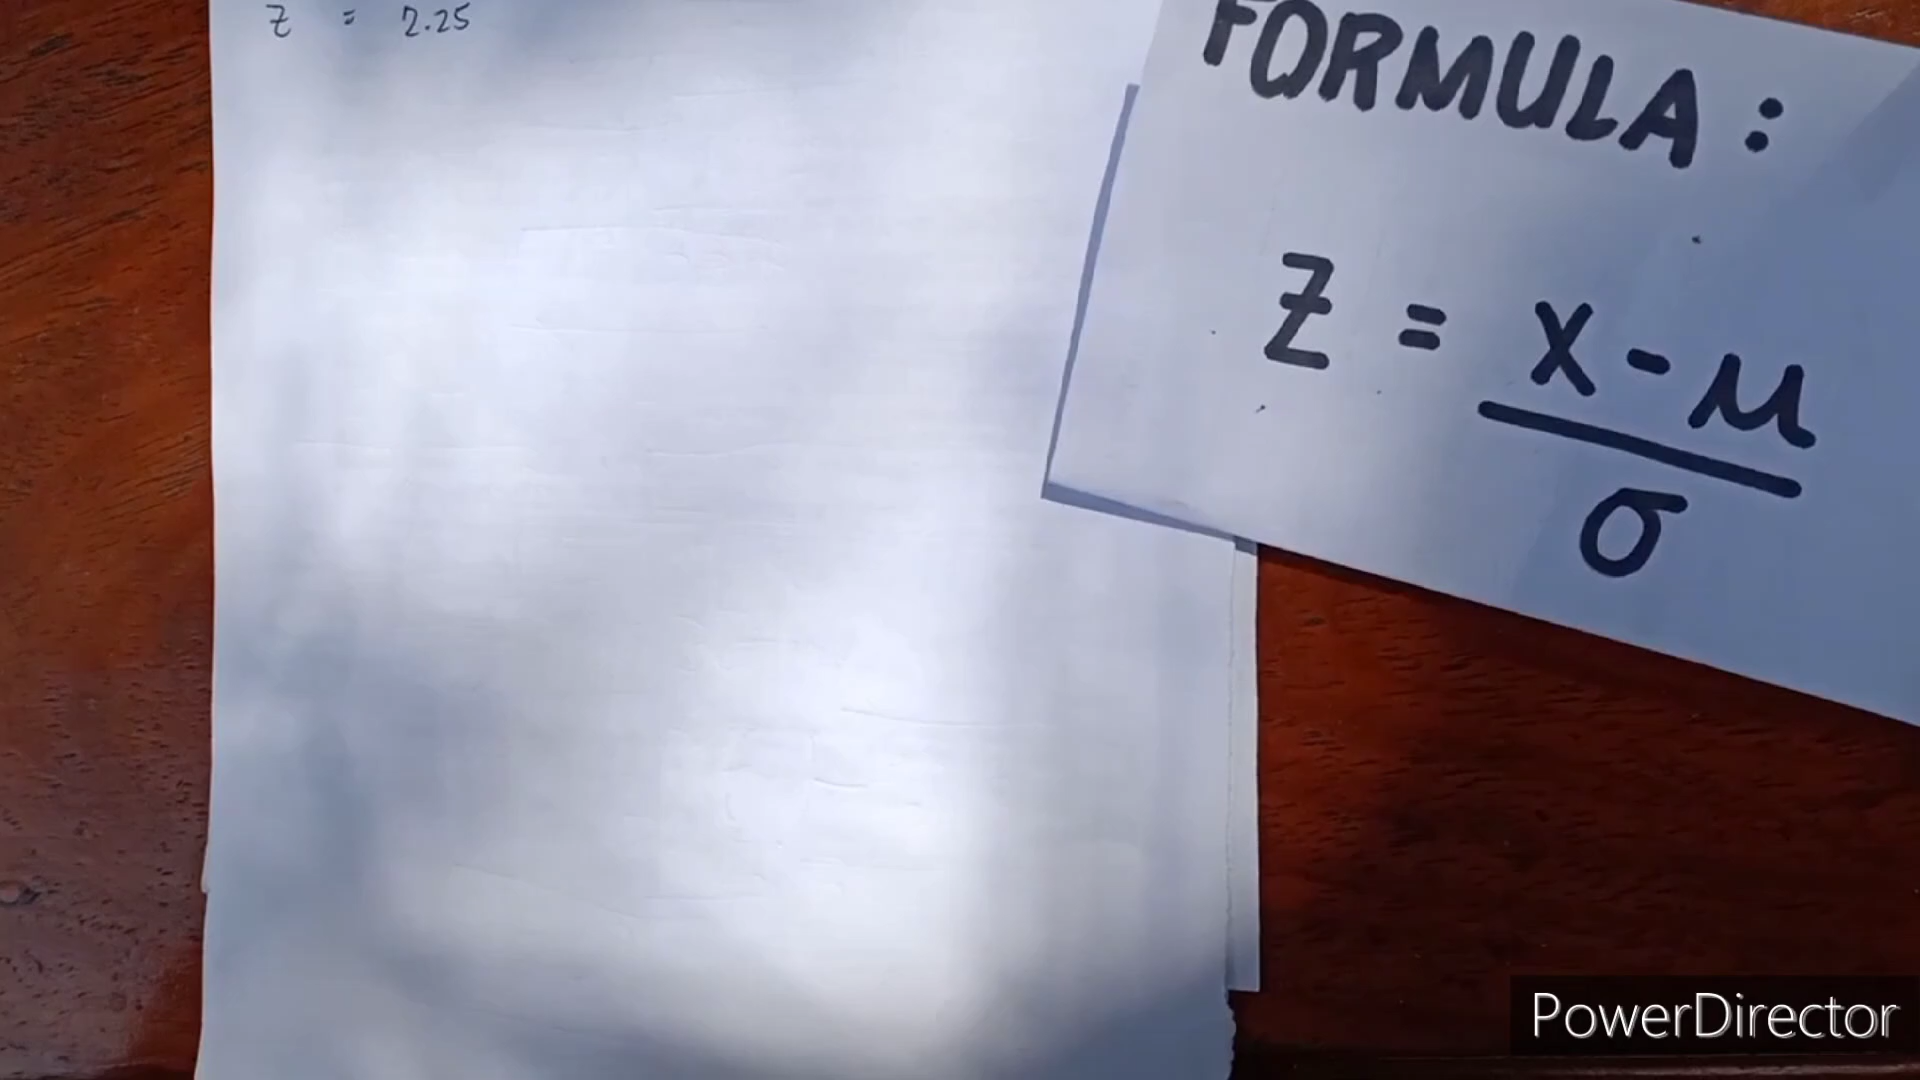 z = 2.25
FORMULA:
Z = X - μ
σ
PowerDirector